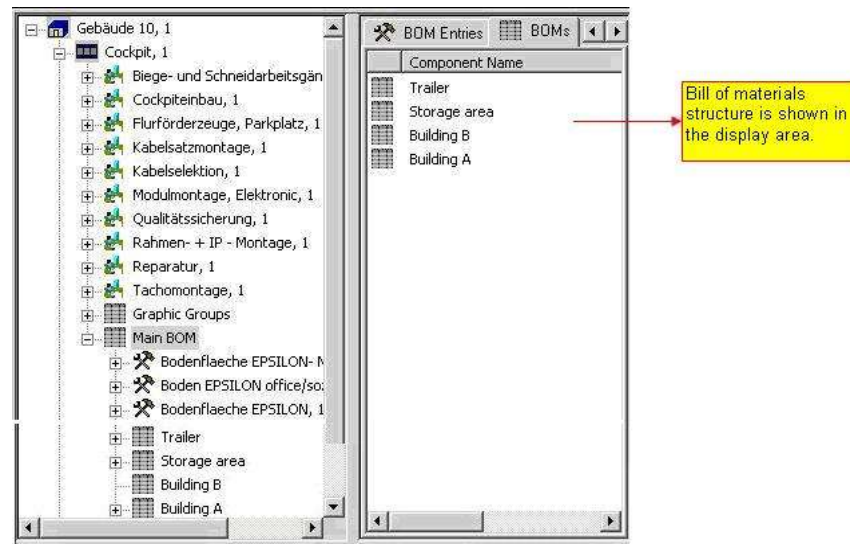 Gebäude 10, 1
Cockpit, 1
Biege- und Schneidarbeitsgän
Cockpiteinbau, 1
Flurförderzeuge, Parkplatz, 1
Kabelsatzmontage, 1
Kabelselektion, 1
Modulmontage, Elektronic, 1
Qualitätssicherung, 1
Rahmen- + IP - Montage, 1
Reparatur, 1
Tachomontage, 1
Graphic Groups
Main BOM
Bodenflaeche EPSILON- N
Boden EPSILON office/soz
Bodenflaeche EPSILON, 1
Trailer
Storage area
Building B
Building A
BOM Entries BOMs
Component Name
Trailer
Storage area
Building B
Building A
Bill of materials
structure is shown in
the display area.